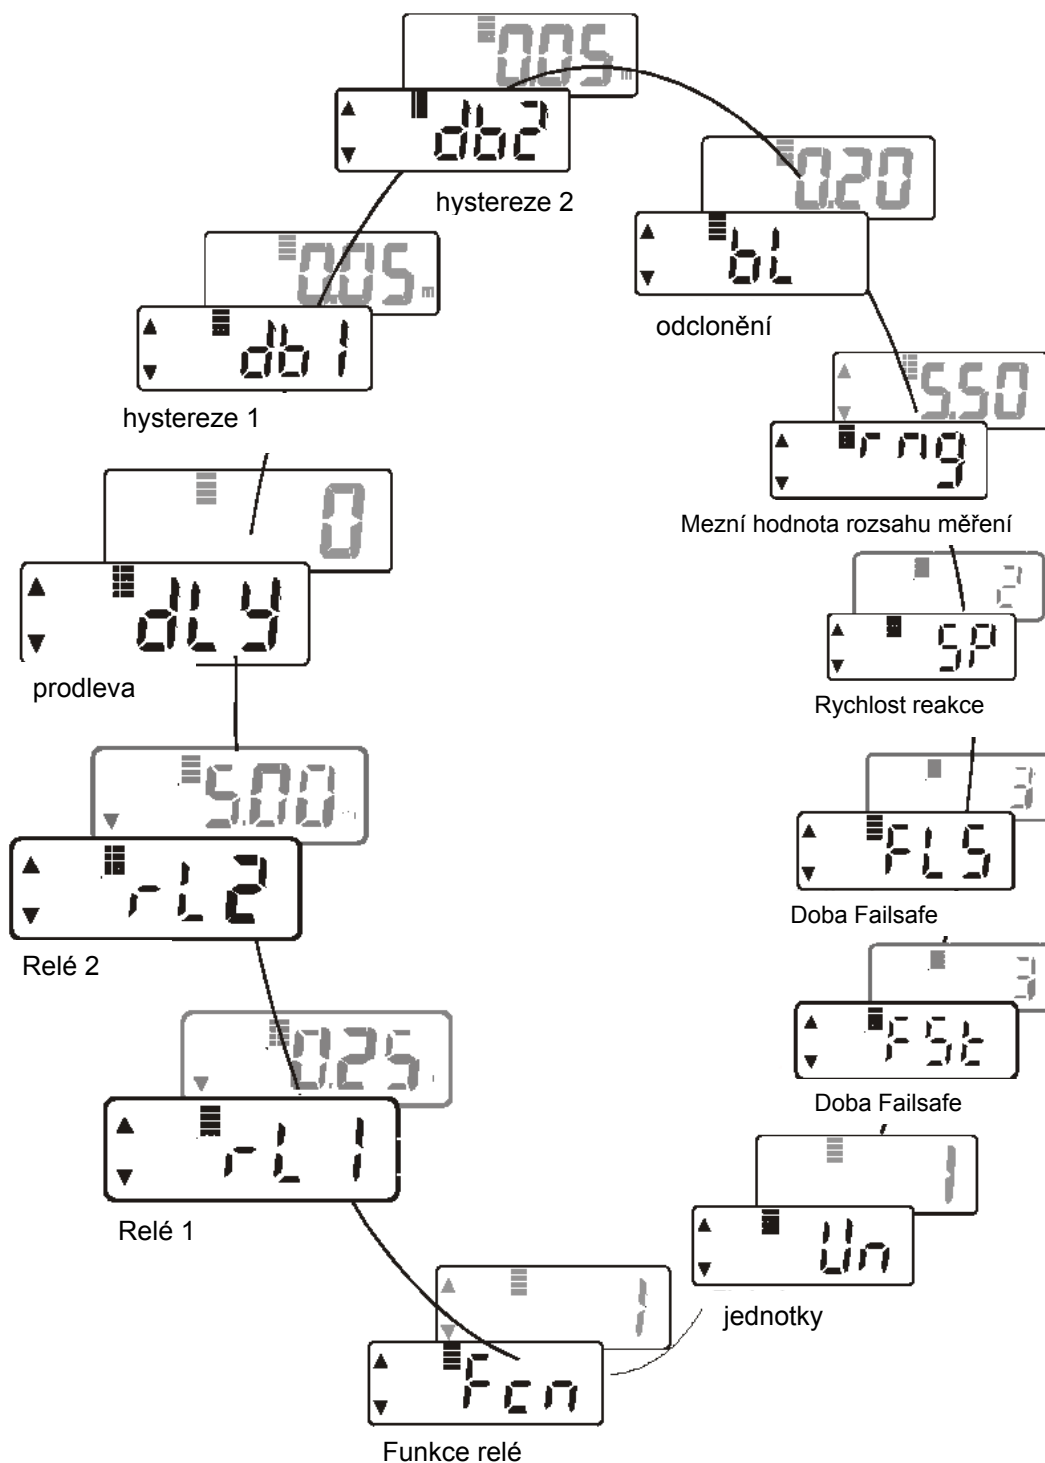 0.05 m
db2
hystereze 2
0.20
bL
odclonění
0.05 m
db1
hystereze 1
5.50
rng
Mezní hodnota rozsahu měření
0
dLy
prodleva
2
SP
Rychlost reakce
5.00
rL2
Relé 2
3
FLS
Doba Failsafe
3
FSt
Doba Failsafe
0.25
rL1
Relé 1
1
Un
jednotky
1
Fcn
Funkce relé